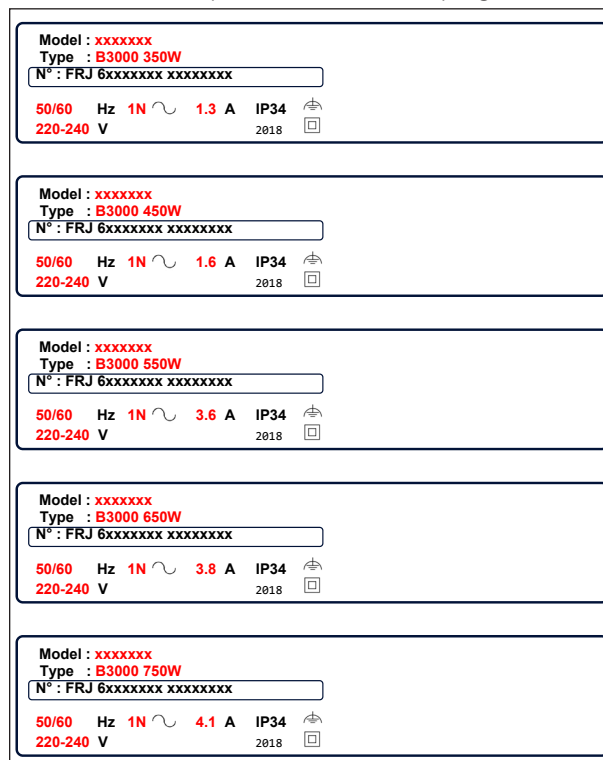 Model : xxxxxxx
Type : B3000 350W
N° : FRJ 6xxxxxxx xxxxxxxx
50/60 Hz 1N 1.3 A IP34
220-240 V 2018
Model : xxxxxxx
Type : B3000 450W
N° : FRJ 6xxxxxxx xxxxxxxx
50/60 Hz 1N 1.6 A IP34
220-240 V 2018
Model : xxxxxxx
Type : B3000 550W
N° : FRJ 6xxxxxxx xxxxxxxx
50/60 Hz 1N 3.6 A IP34
220-240 V 2018
Model : xxxxxxx
Type : B3000 650W
N° : FRJ 6xxxxxxx xxxxxxxx
50/60 Hz 1N 3.8 A IP34
220-240 V 2018
Model : xxxxxxx
Type : B3000 750W
N° : FRJ 6xxxxxxx xxxxxxxx
50/60 Hz 1N 4.1 A IP34
220-240 V 2018